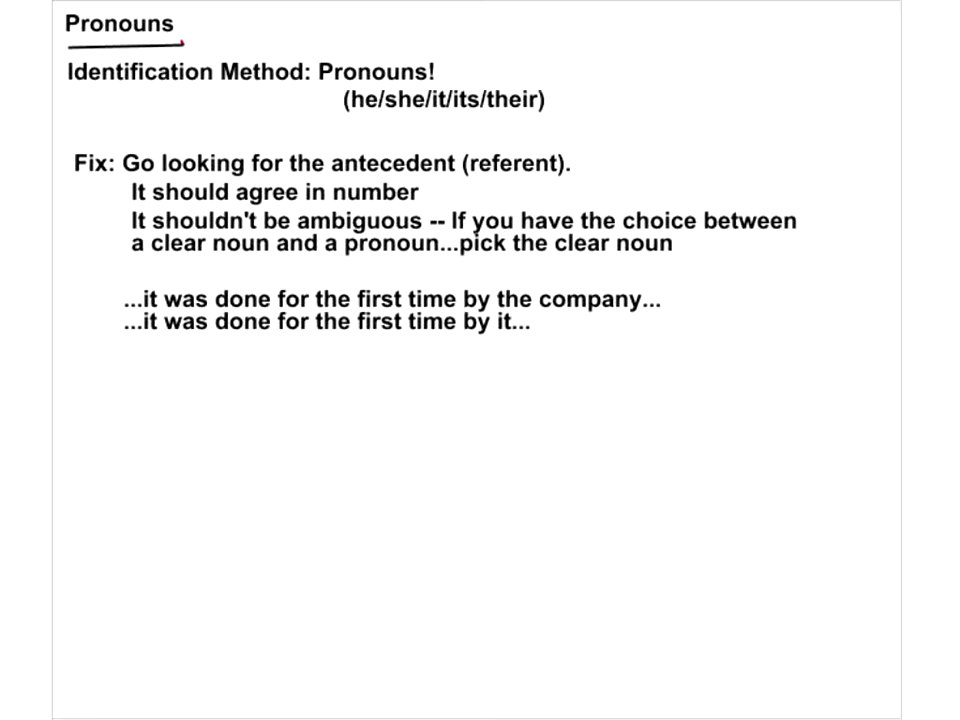 Pronouns
Identification Method: Pronouns!
(he/she/it/its/their)
Fix: Go looking for the antecedent (referent).
It should agree in number
It shouldn't be ambiguous -- If you have the choice between
a clear noun and a pronoun...pick the clear noun
...it was done for the first time by the company...
...it was done for the first time by it...